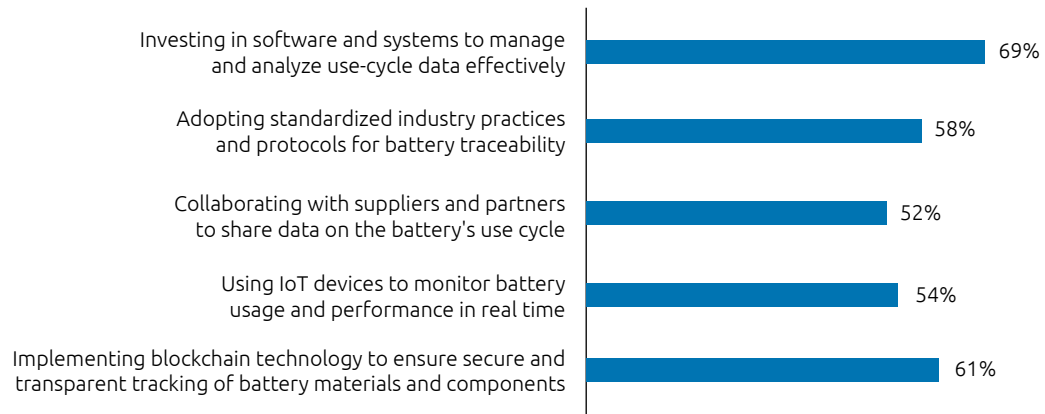 Investing in software and systems to manage
and analyze use-cycle data effectively
69%
Adopting standardized industry practices
and protocols for battery traceability
58%
Collaborating with suppliers and partners
to share data on the battery's use cycle
52%
Using IoT devices to monitor battery
usage and performance in real time
54%
Implementing blockchain technology to ensure secure and
transparent tracking of battery materials and components
61%